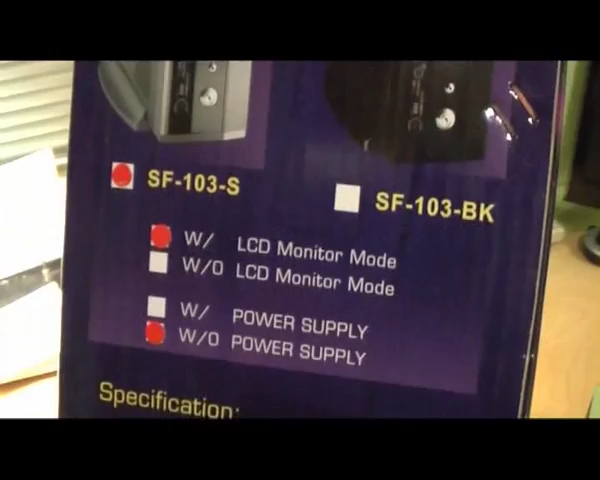 SF-103-S
SF-103-BK
W/ LCD Monitor Mode
W/O LCD Monitor Mode
W/ POWER SUPPLY
W/O POWER SUPPLY
Specification: